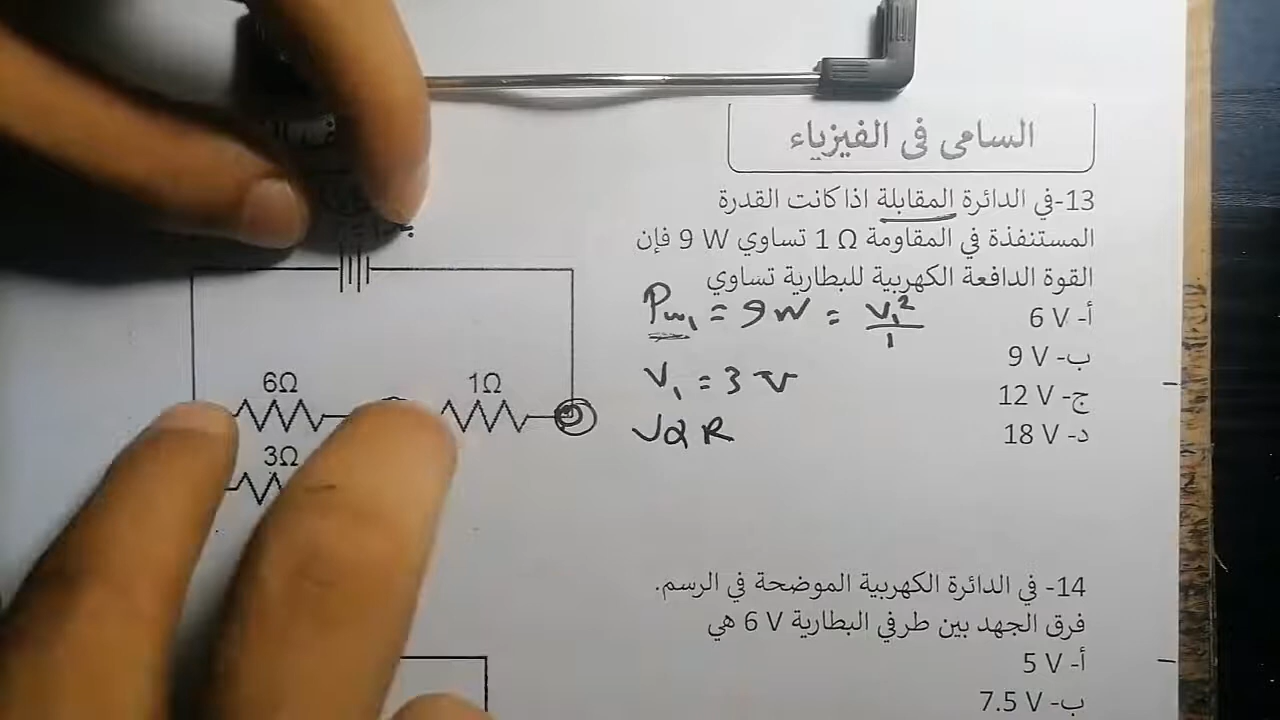 السامى فى الفيزياء
13-في الدائرة المقابلة اذا كانت القدرة
المستنفذة في المقاومة 1 Ω تساوي 9 W فإن
القوة الدافعة الكهربية للبطارية تساوي
أ- 6 V
ب- 9 V
ج- 12 V
د- 18 V
Pw₁ = 9 W = V₁²/1
V₁ = 3 V
V α R
6Ω
1Ω
3Ω
14- في الدائرة الكهربية الموضحة في الرسم.
فرق الجهد بين طرفي البطارية 6 V هي
أ- 5 V
ب- 7.5 V